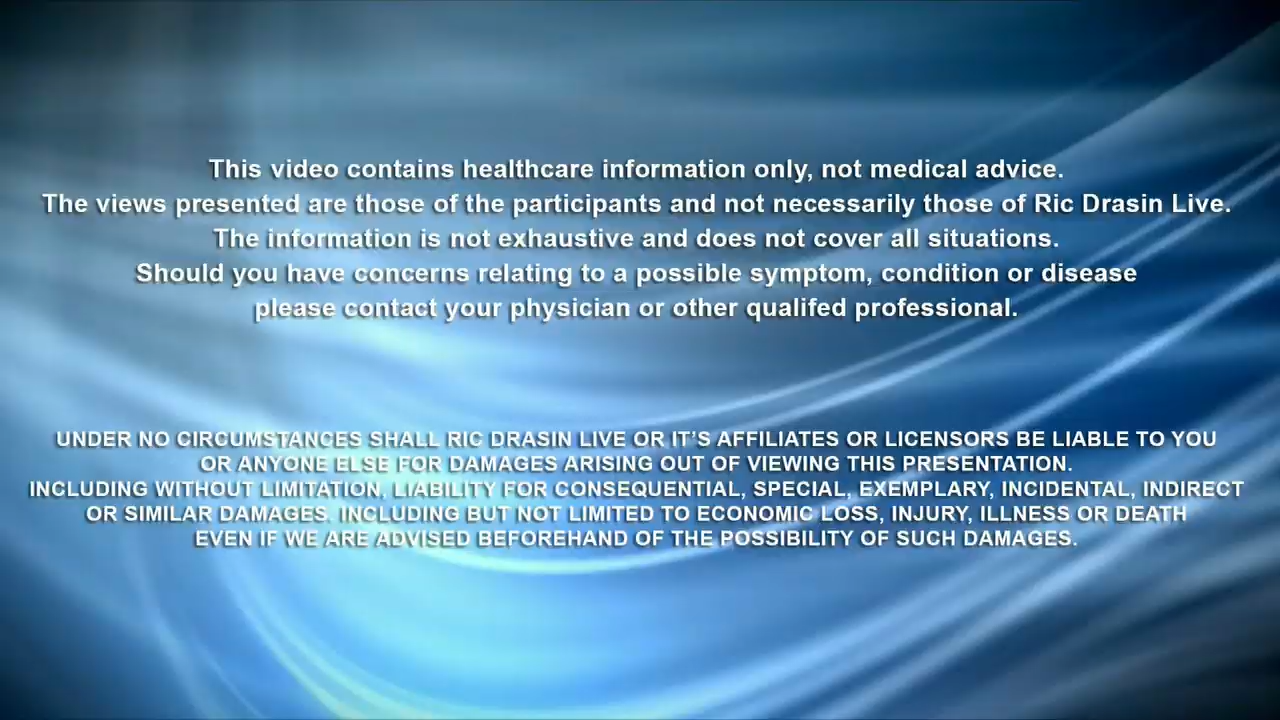 This video contains healthcare information only, not medical advice.
The views presented are those of the participants and not necessarily those of Ric Drasin Live.
The information is not exhaustive and does not cover all situations.
Should you have concerns relating to a possible symptom, condition or disease
please contact your physician or other qualifed professional.
UNDER NO CIRCUMSTANCES SHALL RIC DRASIN LIVE OR IT’S AFFILIATES OR LICENSORS BE LIABLE TO YOU
OR ANYONE ELSE FOR DAMAGES ARISING OUT OF VIEWING THIS PRESENTATION.
INCLUDING WITHOUT LIMITATION, LIABILITY FOR CONSEQUENTIAL, SPECIAL, EXEMPLARY, INCIDENTAL, INDIRECT
OR SIMILAR DAMAGES. INCLUDING BUT NOT LIMITED TO ECONOMIC LOSS, INJURY, ILLNESS OR DEATH
EVEN IF WE ARE ADVISED BEFOREHAND OF THE POSSIBILITY OF SUCH DAMAGES.